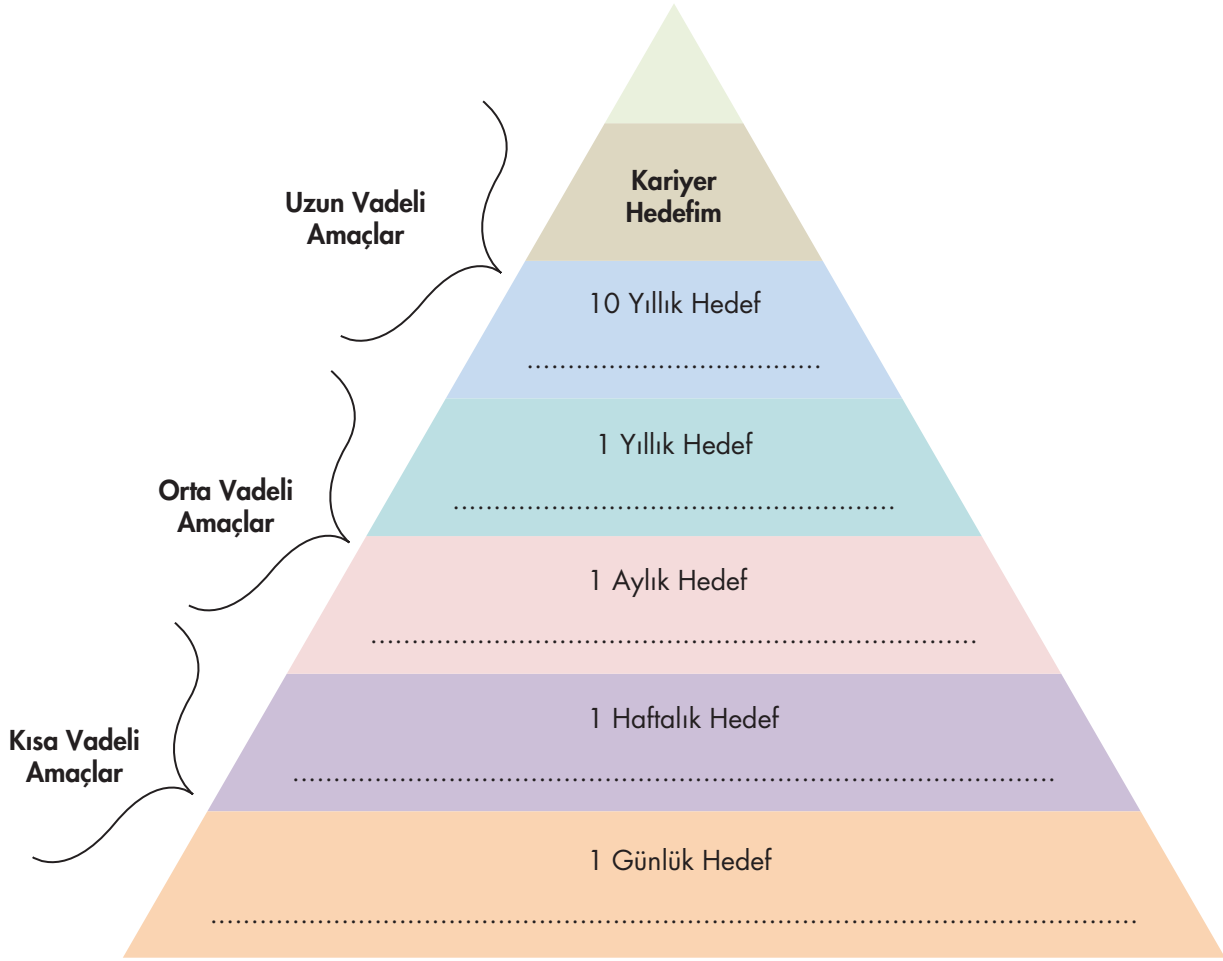 Uzun Vadeli
Amaçlar
Kariyer
Hedefim
10 Yıllık Hedef
....................................
Orta Vadeli
Amaçlar
1 Yıllık Hedef
......................................................
1 Aylık Hedef
..........................................................................
Kısa Vadeli
Amaçlar
1 Haftalık Hedef
.............................................................................................
1 Günlük Hedef
.................................................................................................................